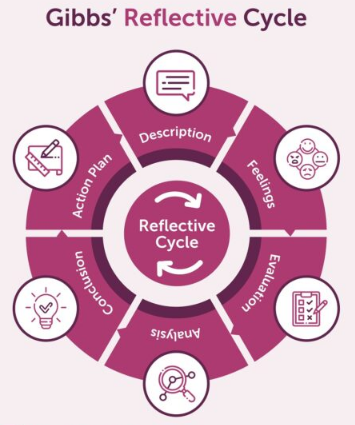 Gibbs' Reflective Cycle
Description
Feelings
Evaluation
Analysis
Conclusion
Action Plan
Reflective
Cycle